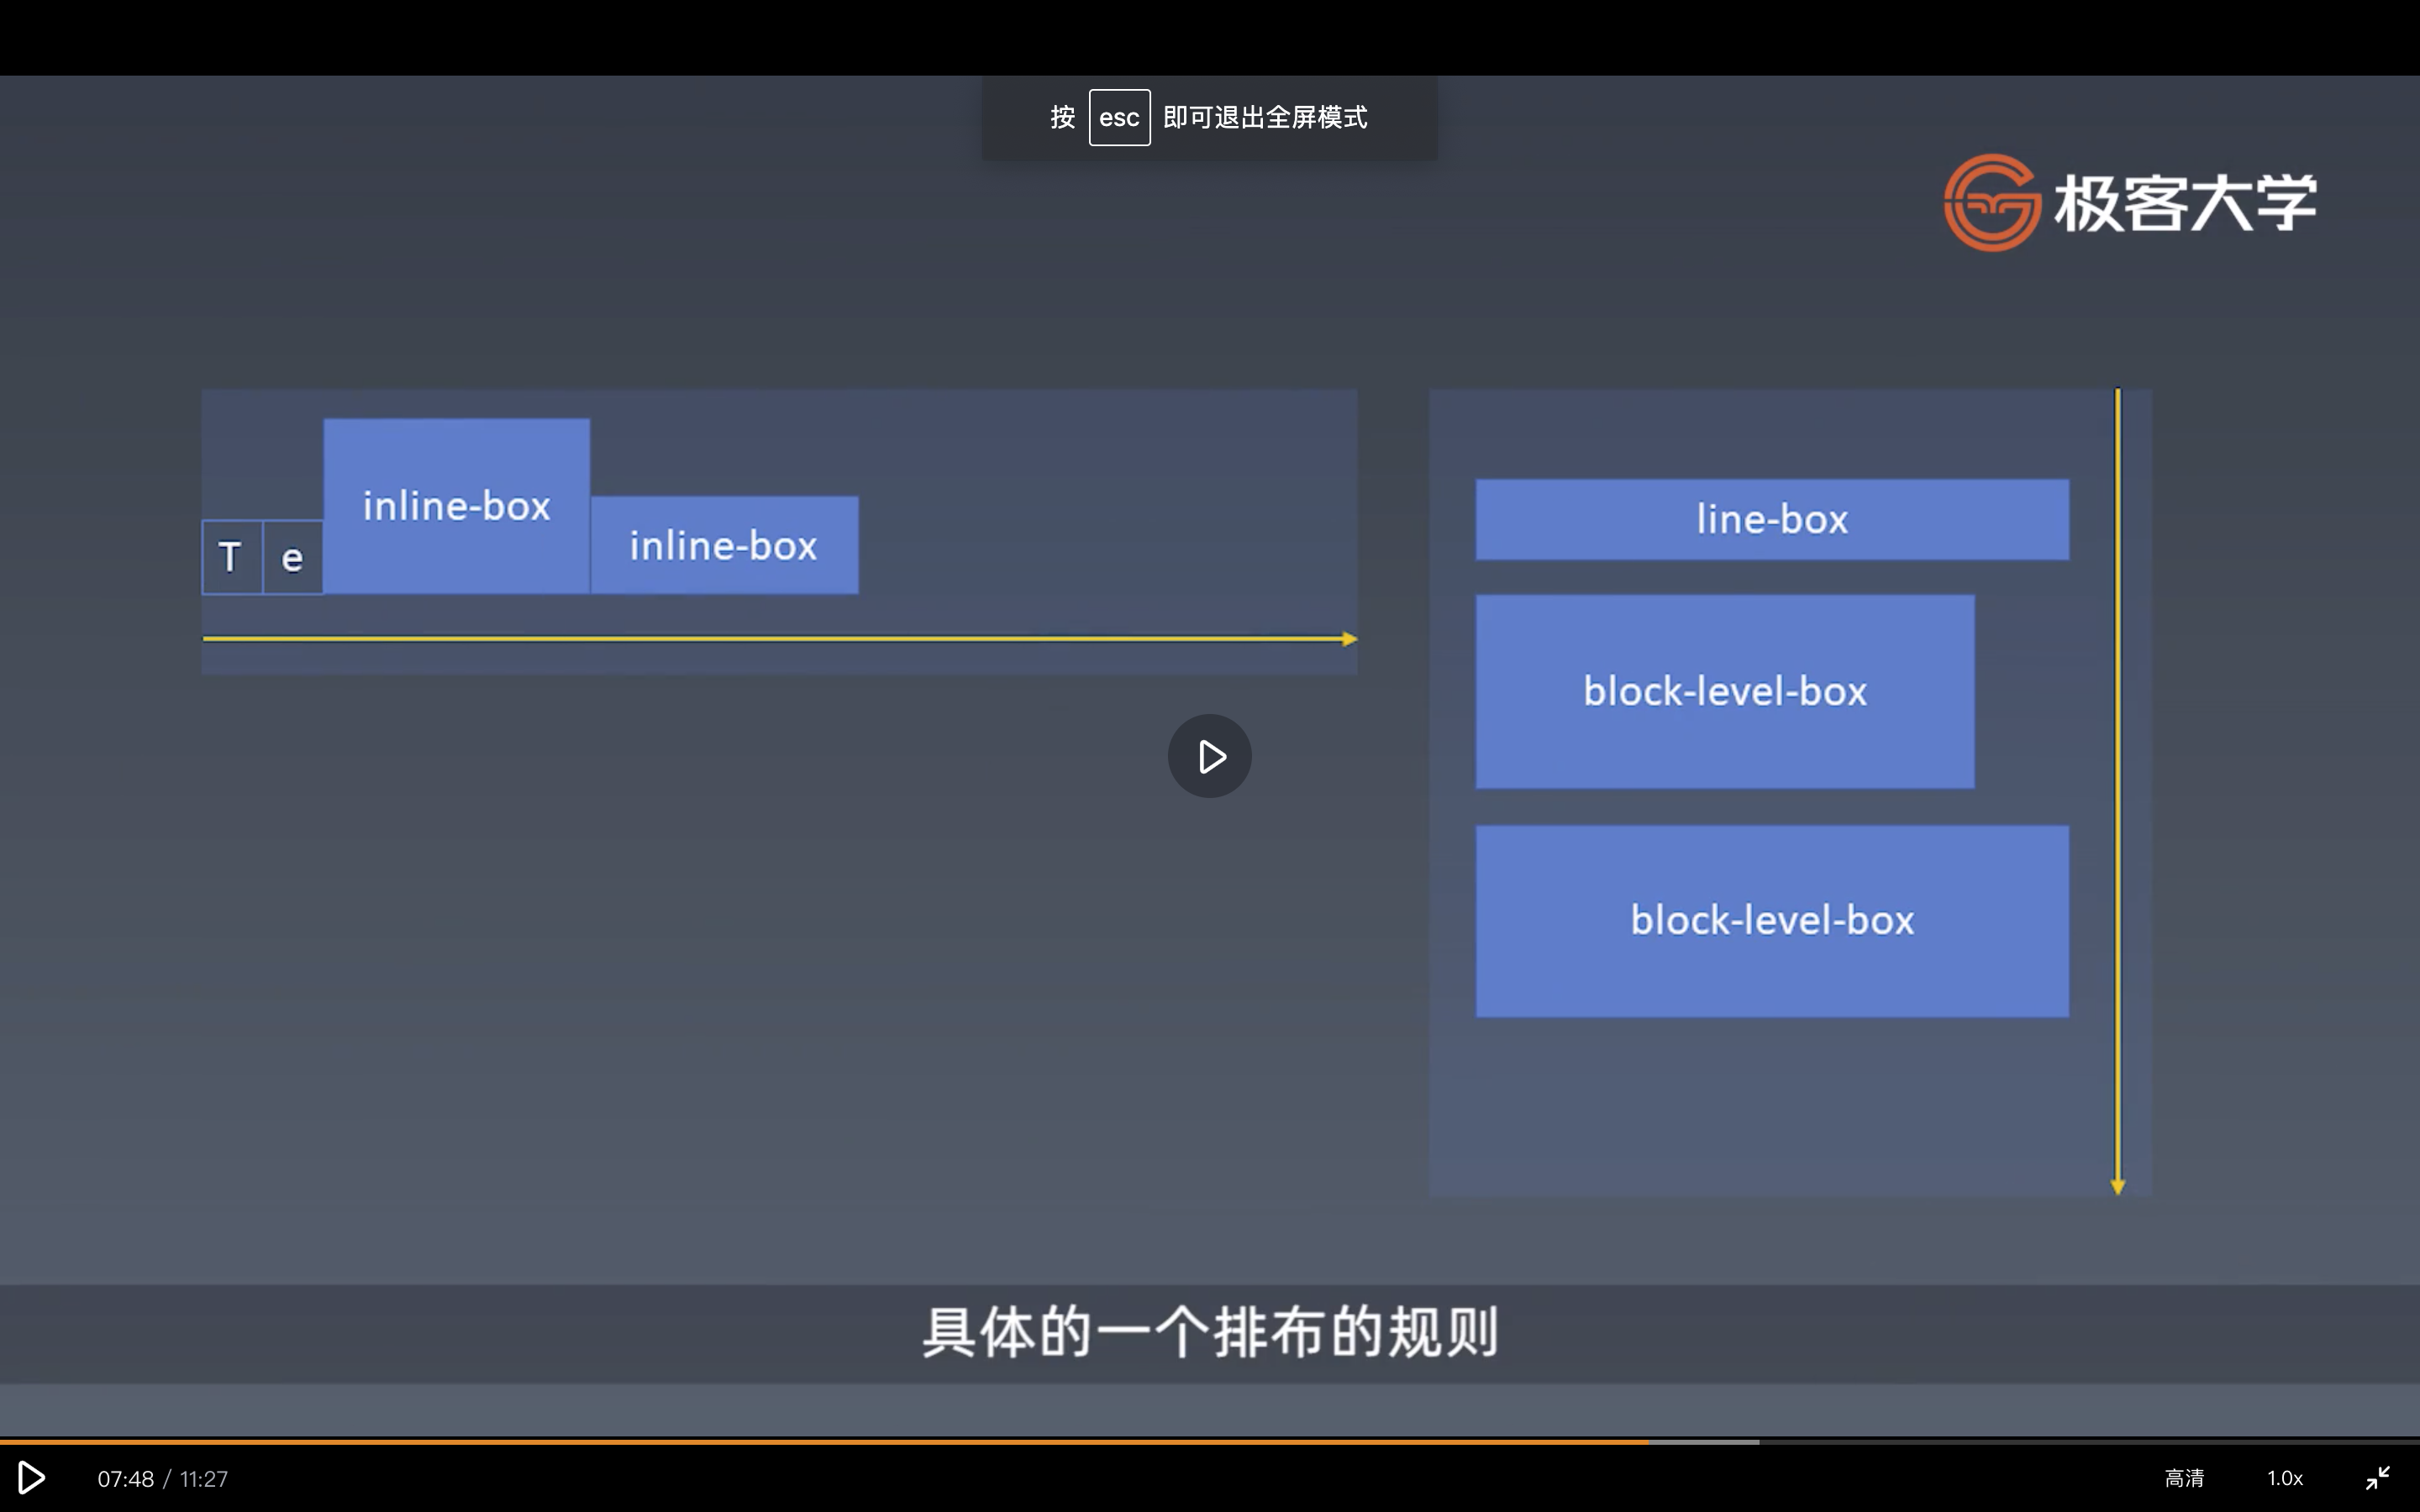 按 esc 即可退出全屏模式
极客大学
inline-box
inline-box
T e
line-box
block-level-box
block-level-box
具体的一个排布的规则
07:48 / 11:27
高清
1.0x